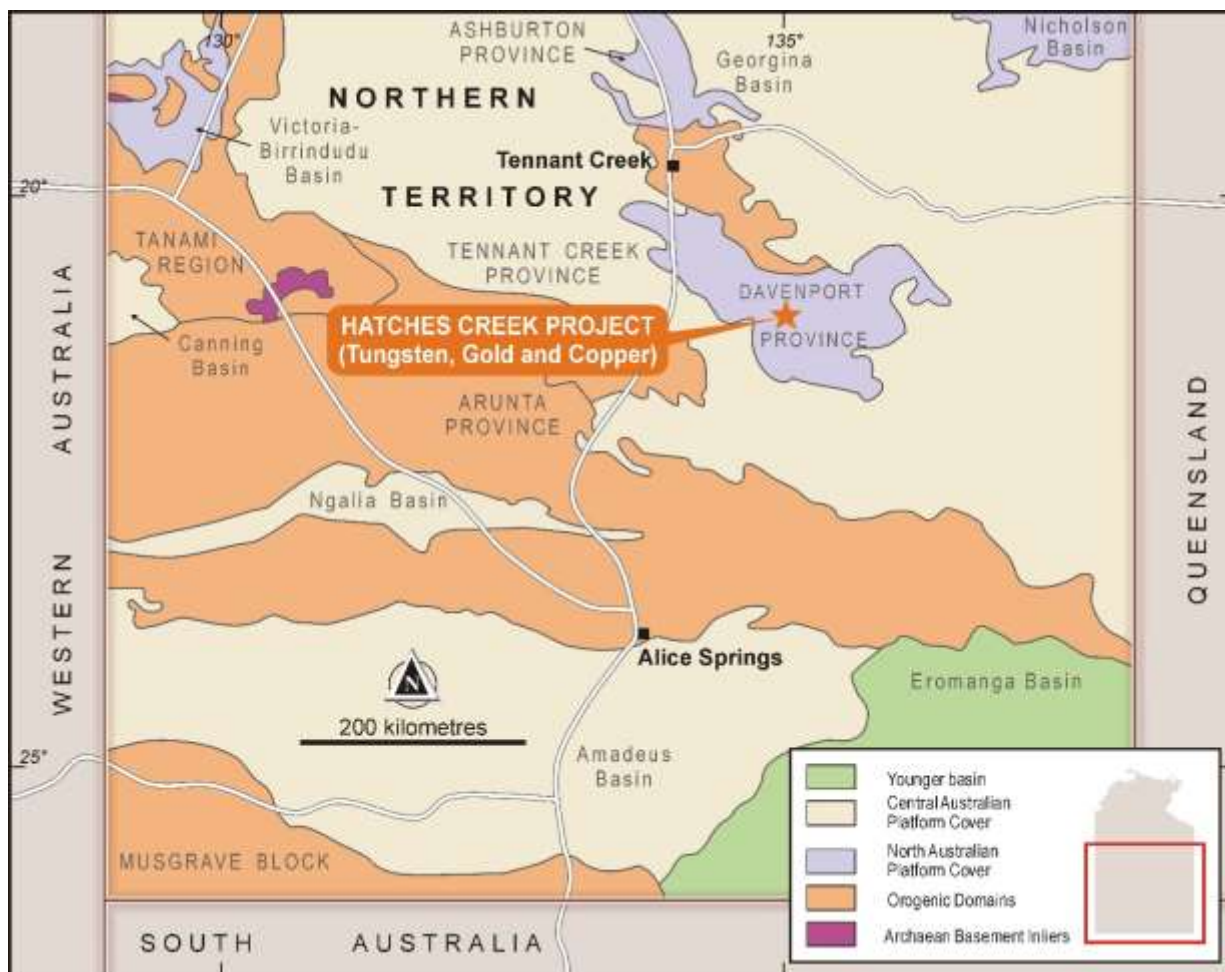 130°
ASHBURTON
PROVINCE
135°
Georgina
Basin
Nicholson
Basin
NORTHERN
TERRITORY
Victoria-
Birrindudu
Basin
Tennant Creek
20°
TANAMI
REGION
TENNANT CREEK
PROVINCE
DAVENPORT
PROVINCE
HATCHES CREEK PROJECT
(Tungsten, Gold and Copper)
Canning
Basin
ARUNTA
PROVINCE
WESTERN AUSTRALIA
QUEENSLAND
Ngalia Basin
Alice Springs
Eromanga Basin
N
200 kilometres
Amadeus
Basin
25°
MUSGRAVE BLOCK
SOUTH AUSTRALIA
Younger basin
Central Australian
Platform Cover
North Australian
Platform Cover
Orogenic Domains
Archaean Basement Inliers